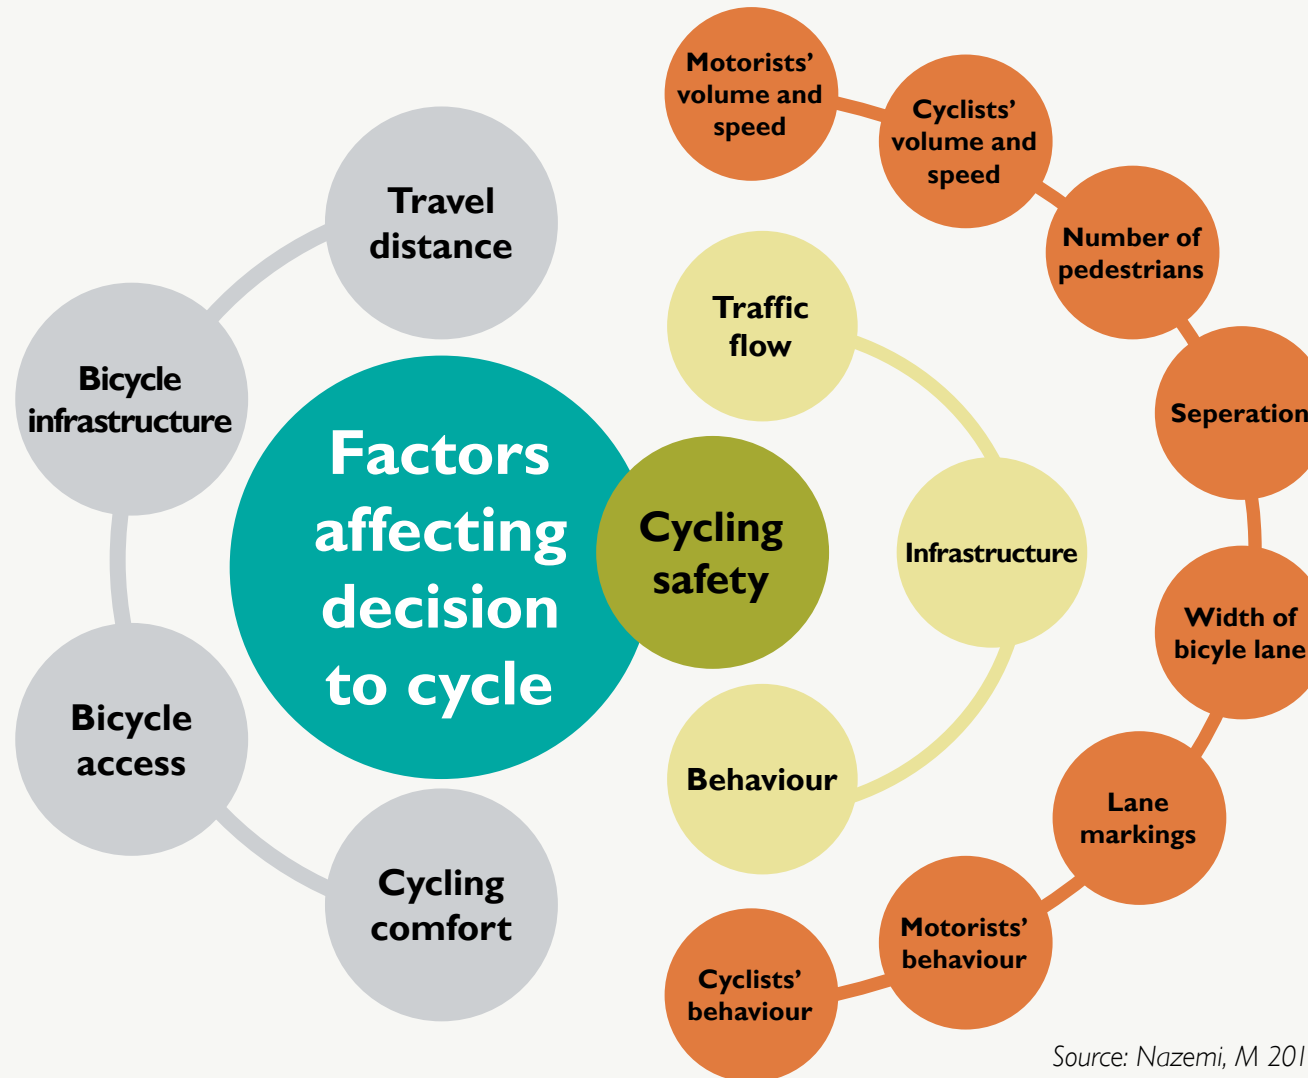 Motorists’
volume and
speed
Cyclists’
volume and
speed
Number of
pedestrians
Seperation
Width of
bicyle lane
Lane
markings
Motorists’
behaviour
Cyclists’
behaviour
Traffic
flow
Infrastructure
Behaviour
Cycling
safety
Factors
affecting
decision
to cycle
Travel
distance
Bicycle
infrastructure
Bicycle
access
Cycling
comfort
Source: Nazemi, M 201